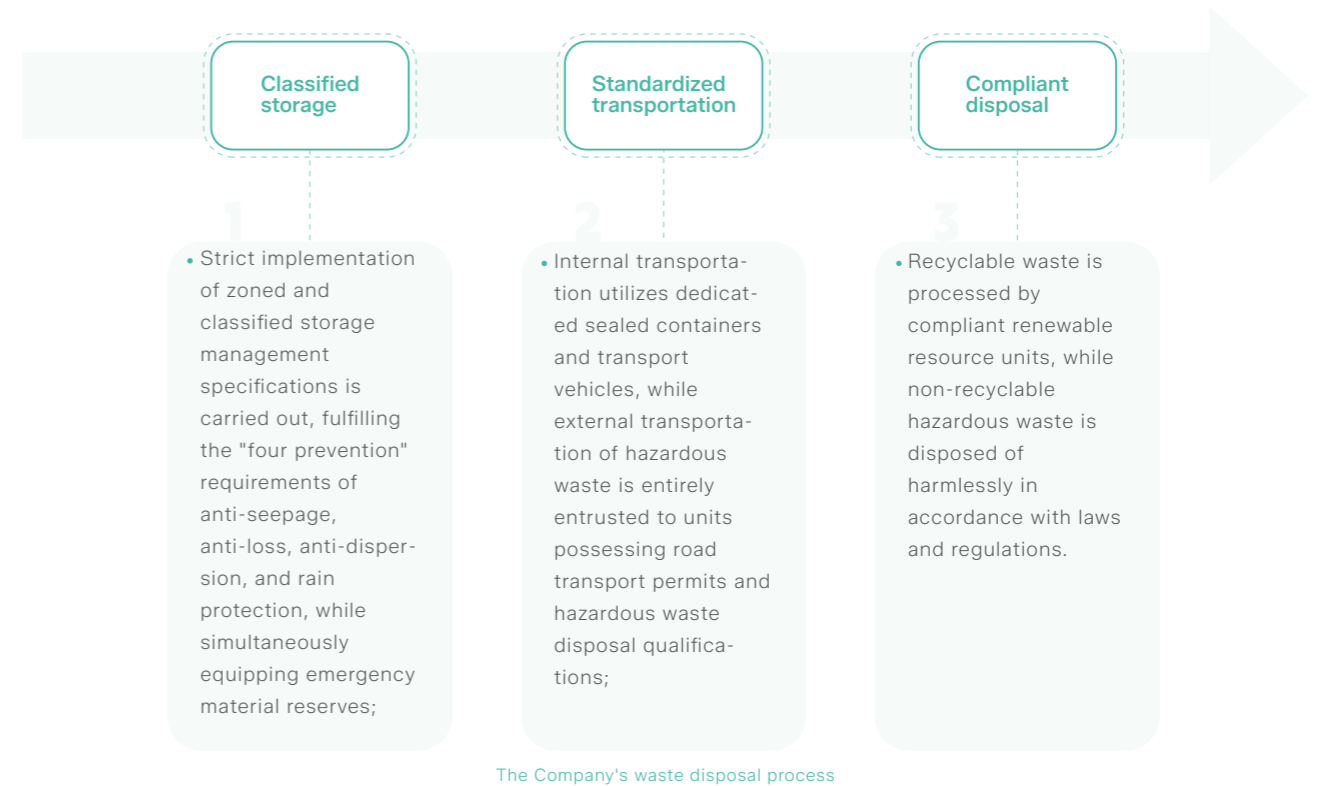 Classified
storage
Standardized
transportation
Compliant
disposal
1
Strict implementation
of zoned and
classified storage
management
specifications is
carried out, fulfilling
the "four prevention"
requirements of
anti-seepage,
anti-loss, anti-disper-
sion, and rain
protection, while
simultaneously
equipping emergency
material reserves;
2
Internal transporta-
tion utilizes dedicat-
ed sealed containers
and transport
vehicles, while
external transporta-
tion of hazardous
waste is entirely
entrusted to units
possessing road
transport permits and
hazardous waste
disposal qualifica-
tions;
3
Recyclable waste is
processed by
compliant renewable
resource units, while
non-recyclable
hazardous waste is
disposed of
harmlessly in
accordance with laws
and regulations.
The Company's waste disposal process